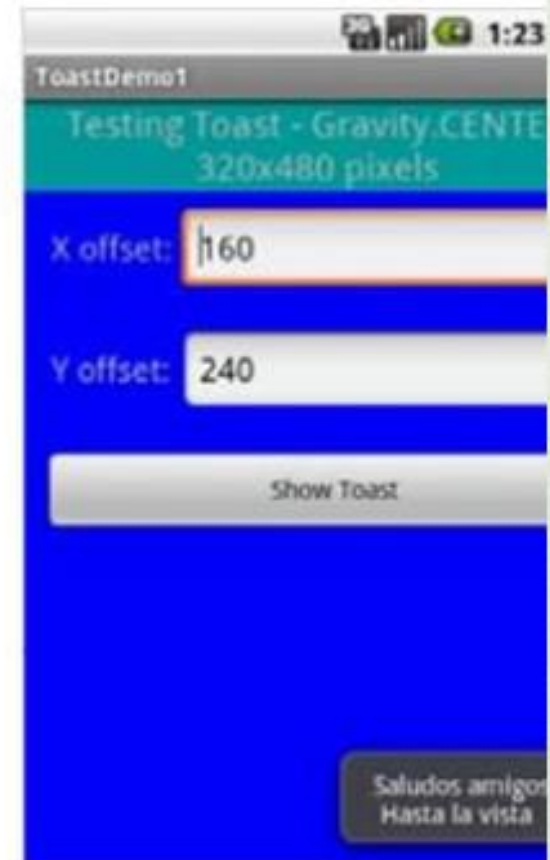 3G 1:23
ToastDemo1
Testing Toast - Gravity.CENTE
320x480 pixels
X offset: 160
Y offset: 240
Show Toast
Saludos amigos
Hasta la vista